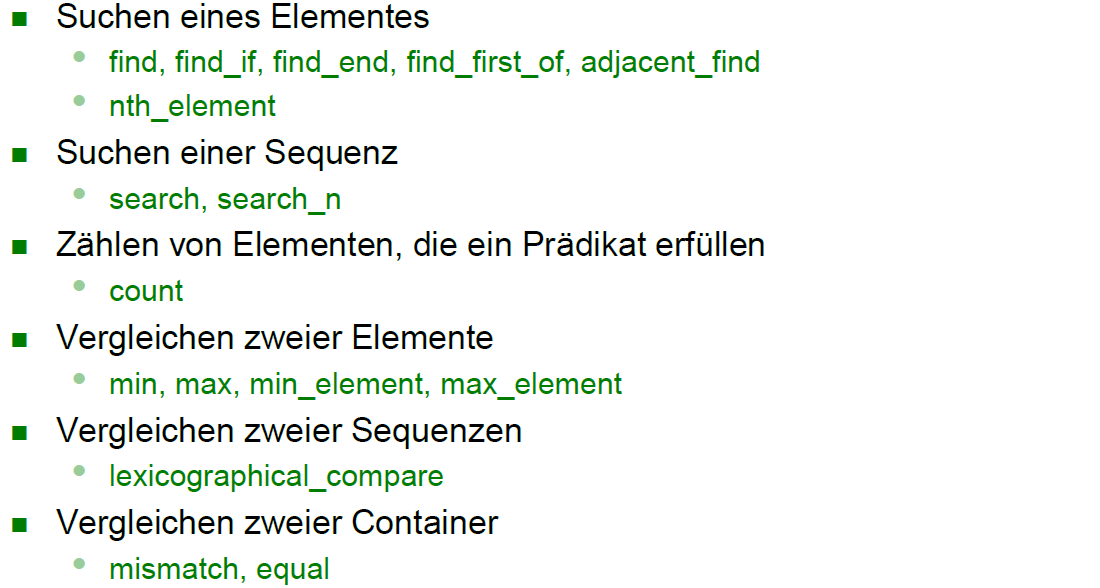 Suchen eines Elementes
find, find_if, find_end, find_first_of, adjacent_find
nth_element
Suchen einer Sequenz
search, search_n
Zählen von Elementen, die ein Prädikat erfüllen
count
Vergleichen zweier Elemente
min, max, min_element, max_element
Vergleichen zweier Sequenzen
lexicographical_compare
Vergleichen zweier Container
mismatch, equal